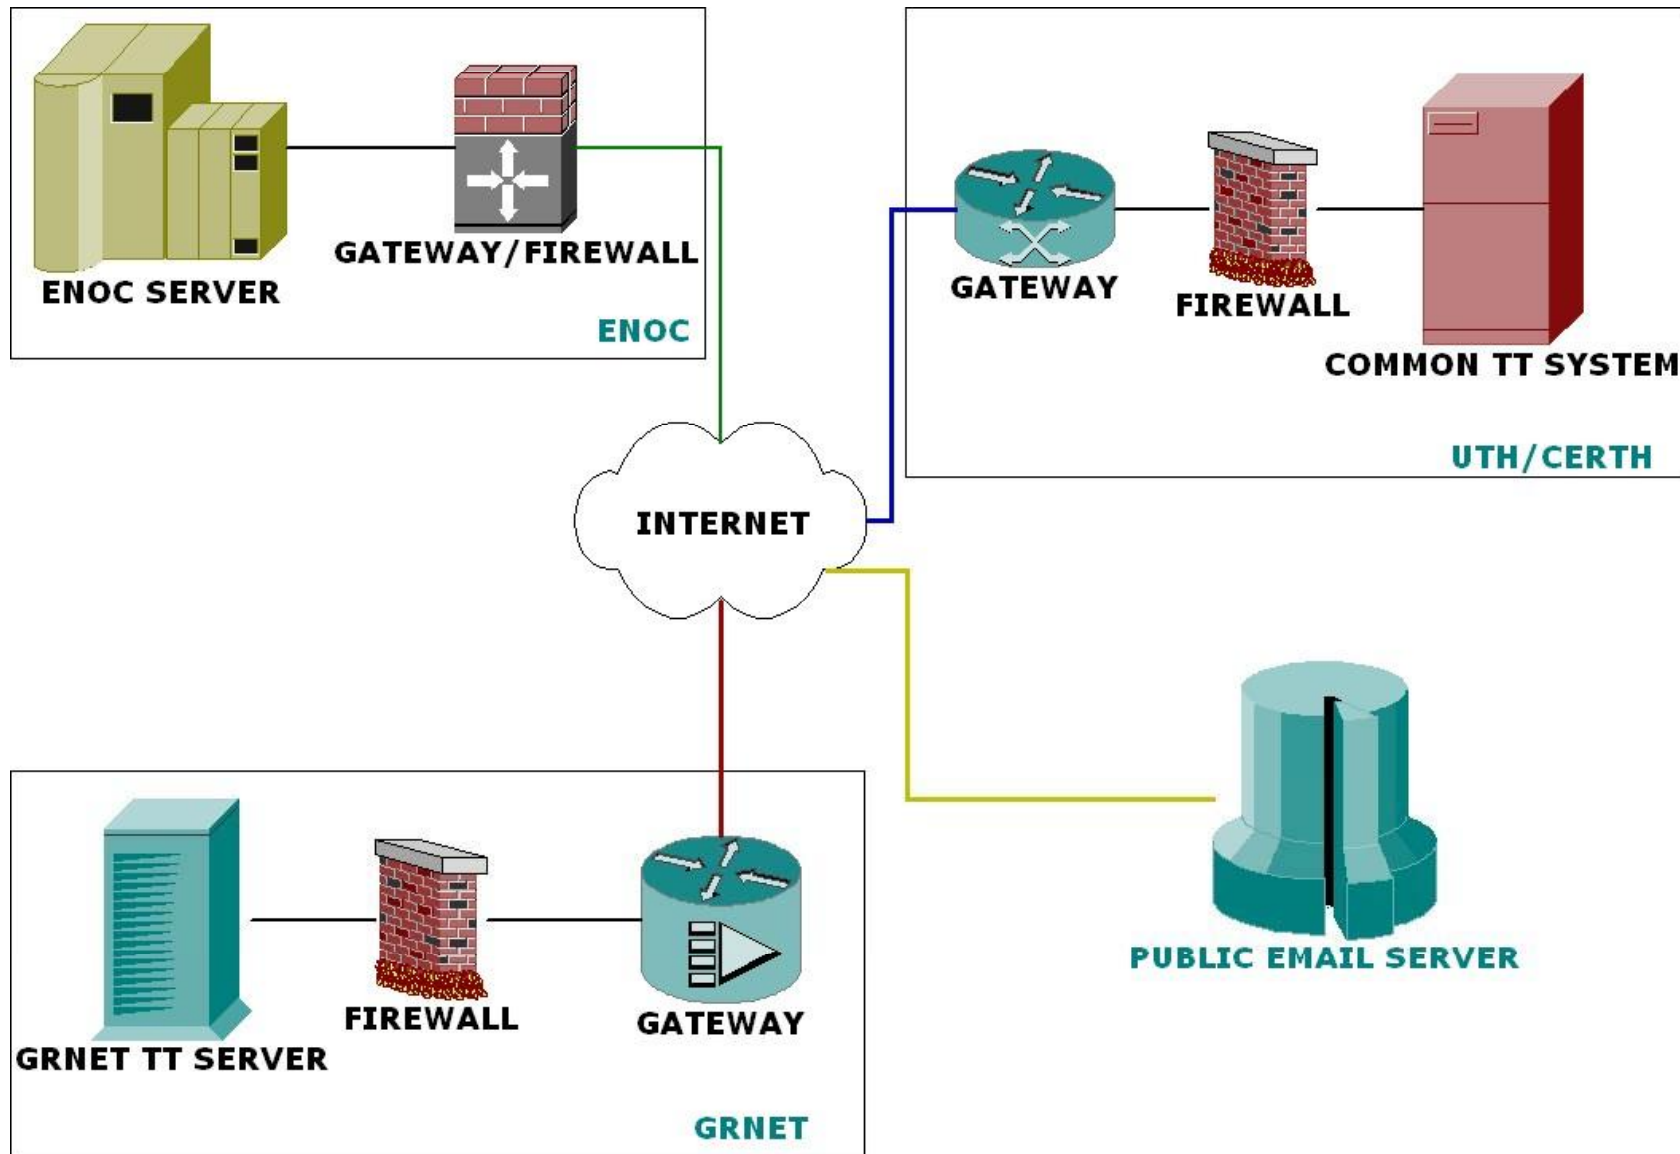 ENOC SERVER
GATEWAY/FIREWALL
ENOC
GATEWAY
FIREWALL
COMMON TT SYSTEM
UTH/CERTH
INTERNET
PUBLIC EMAIL SERVER
GRNET TT SERVER
FIREWALL
GATEWAY
GRNET